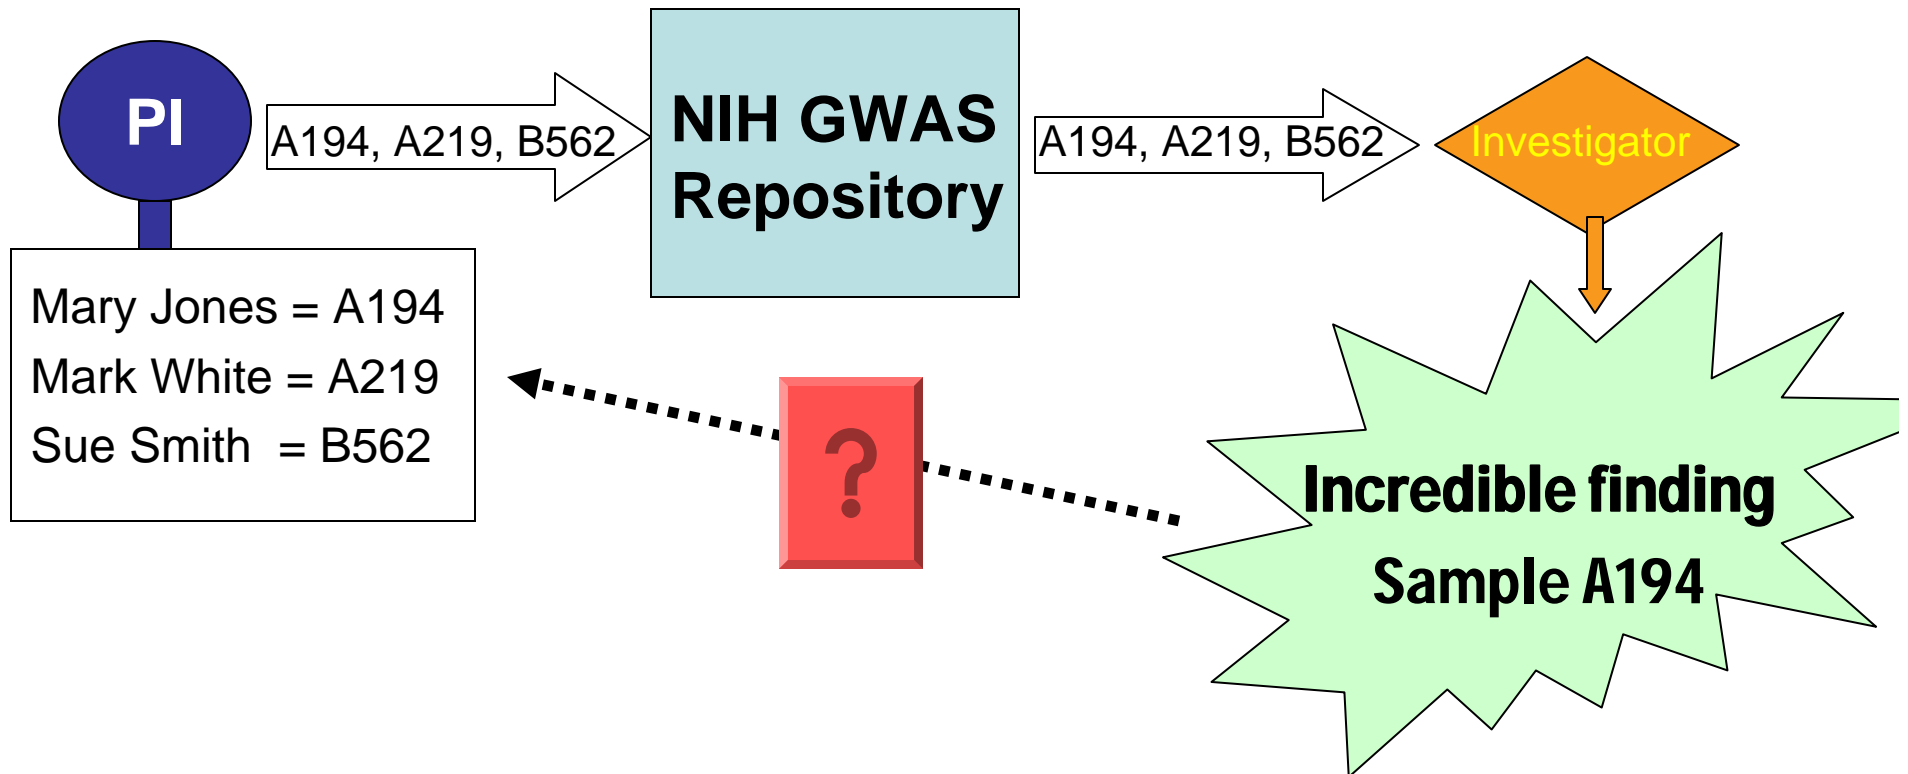 PI
A194, A219, B562
NIH GWAS
Repository
A194, A219, B562
Investigator
Mary Jones = A194
Mark White = A219
Sue Smith  = B562
?
Incredible finding
Sample A194